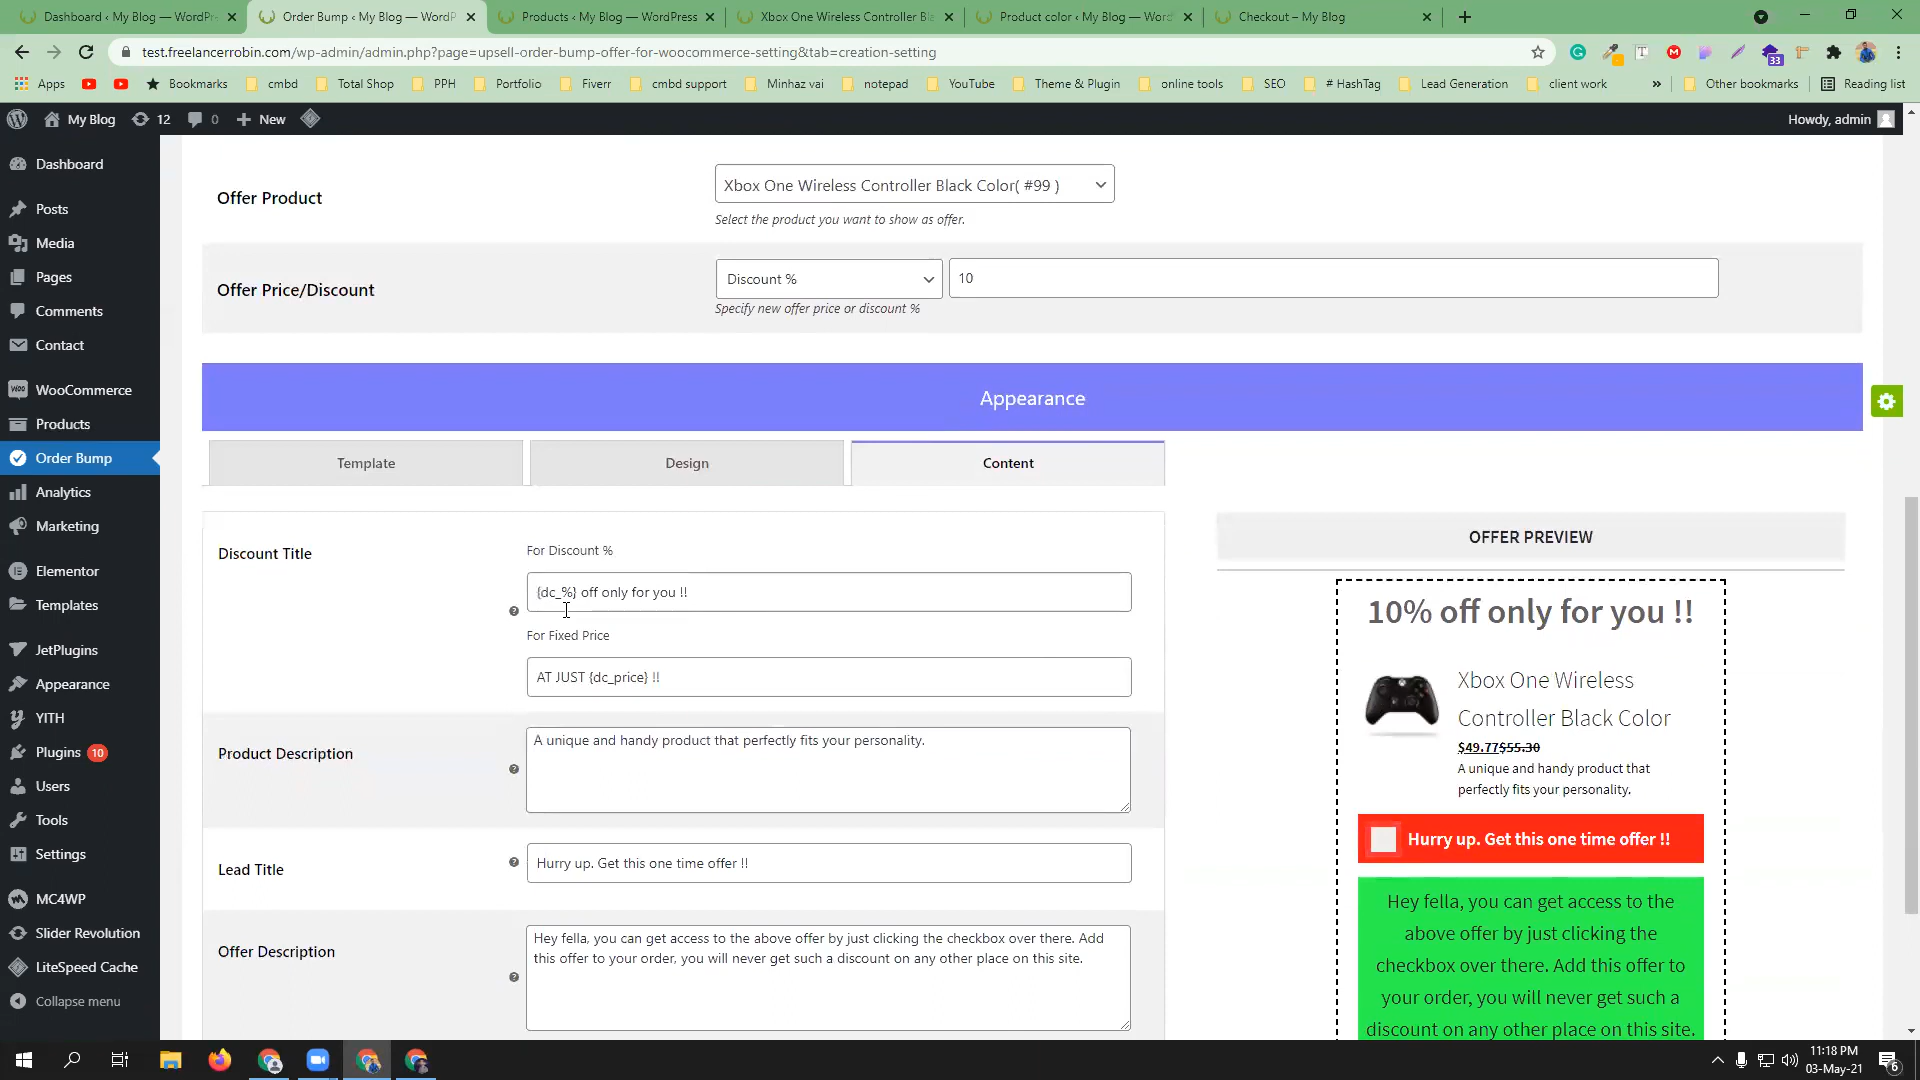 Dashboard ‹ My Blog — WordPr
Order Bump ‹ My Blog — WordP
Products ‹ My Blog — WordPress
Xbox One Wireless Controller Bl
Product color ‹ My Blog — Word
Checkout – My Blog
test.freelancerrobin.com/wp-admin/admin.php?page=upsell-order-bump-offer-for-woocommerce-setting&tab=creation-setting
33
Apps
Bookmarks
cmbd
Total Shop
PPH
Portfolio
Fiverr
cmbd support
Minhaz vai
notepad
YouTube
Theme & Plugin
online tools
SEO
# HashTag
Lead Generation
client work
»
Other bookmarks
Reading list
My Blog
12
0
New
Howdy, admin
Dashboard
Posts
Media
Pages
Comments
Contact
WooCommerce
Products
Order Bump
Analytics
Marketing
Elementor
Templates
JetPlugins
Appearance
YITH
Plugins 10
Users
Tools
Settings
MC4WP
Slider Revolution
LiteSpeed Cache
Collapse menu
Offer Product
Xbox One Wireless Controller Black Color( #99 )
Select the product you want to show as offer.
Offer Price/Discount
Discount %
10
Specify new offer price or discount %
Appearance
Template
Design
Content
Discount Title
For Discount %
{dc_%} off only for you !!
For Fixed Price
AT JUST {dc_price} !!
Product Description
A unique and handy product that perfectly fits your personality.
Lead Title
Hurry up. Get this one time offer !!
Offer Description
Hey fella, you can get access to the above offer by just clicking the checkbox over there. Add
this offer to your order, you will never get such a discount on any other place on this site.
OFFER PREVIEW
10% off only for you !!
Xbox One Wireless
Controller Black Color
$49.77$55.30
A unique and handy product that
perfectly fits your personality.
Hurry up. Get this one time offer !!
Hey fella, you can get access to the
above offer by just clicking the
checkbox over there. Add this offer to
your order, you will never get such a
discount on any other place on this site.
11:18 PM
03-May-21
6